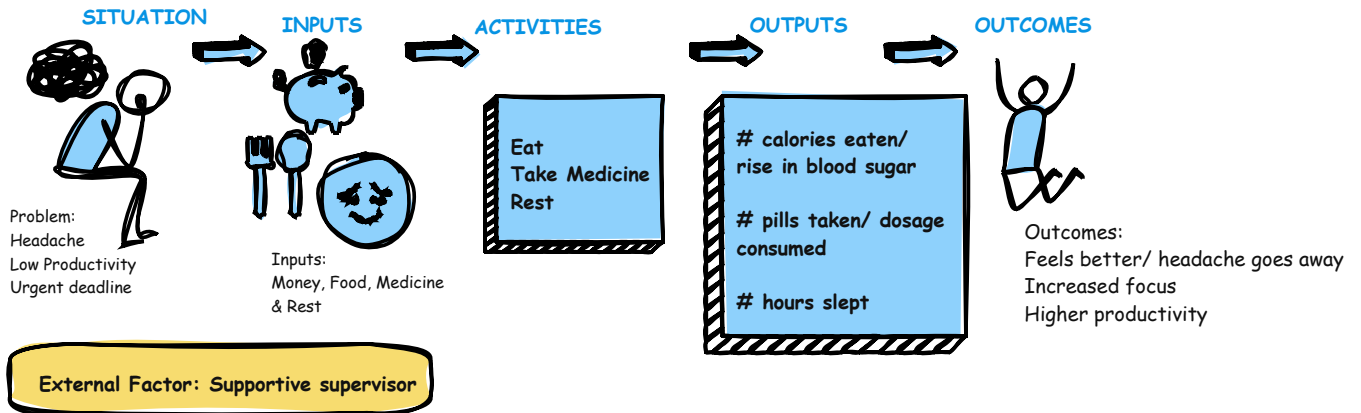 SITUATION
INPUTS
ACTIVITIES
OUTPUTS
OUTCOMES
Problem:
Headache
Low Productivity
Urgent deadline
Inputs:
Money, Food, Medicine
& Rest
Eat
Take Medicine
Rest
# calories eaten/
rise in blood sugar
# pills taken/ dosage
consumed
# hours slept
Outcomes:
Feels better/ headache goes away
Increased focus
Higher productivity
External Factor: Supportive supervisor